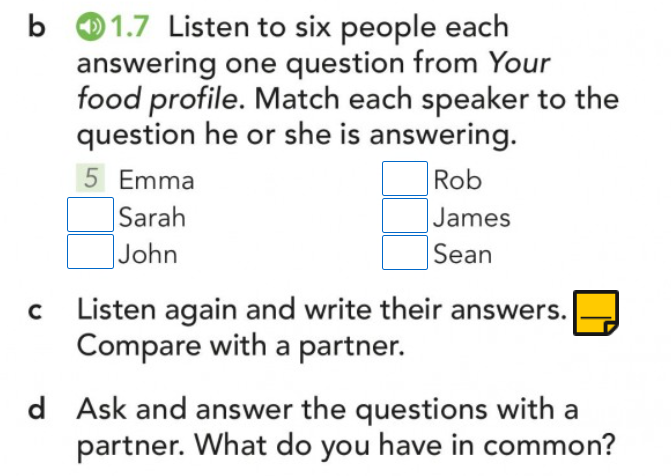 b 1.7 Listen to six people each
answering one question from Your
food profile. Match each speaker to the
question he or she is answering.
5 Emma Rob
Sarah James
John Sean
c Listen again and write their answers.
Compare with a partner.
d Ask and answer the questions with a
partner. What do you have in common?